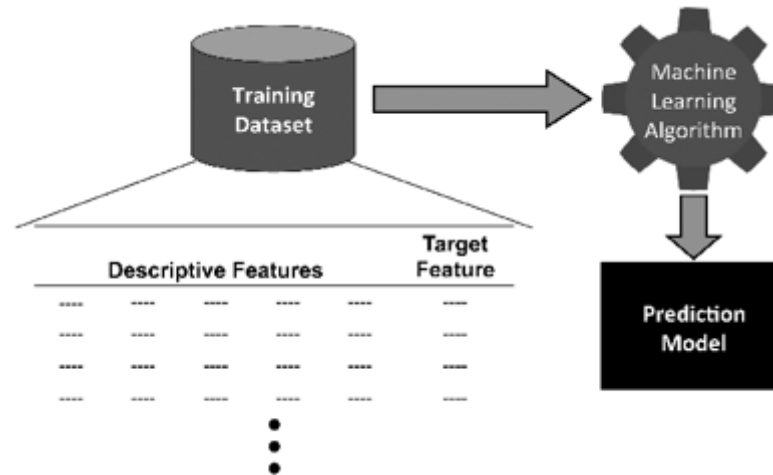 Training
Dataset
Machine
Learning
Algorithm
Target
Descriptive Features Feature
---- ---- ---- ---- ---- ----
---- ---- ---- ---- ---- ----
---- ---- ---- ---- ---- ----
---- ---- ---- ---- ---- ----
Prediction
Model